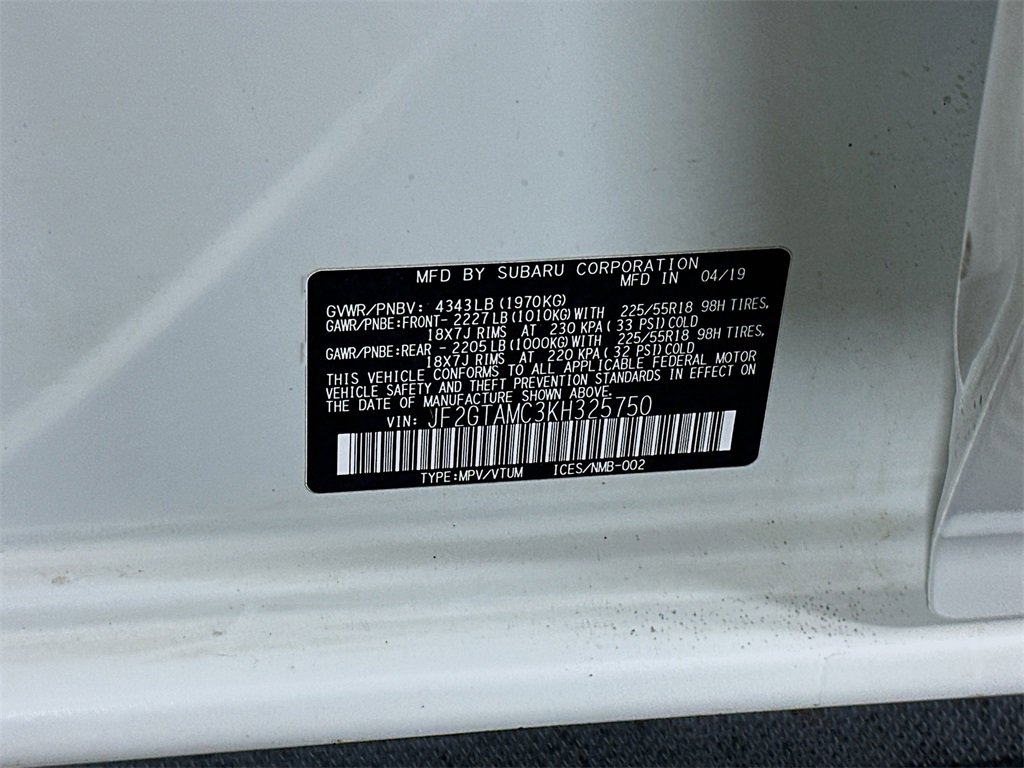 MFD BY SUBARU CORPORATION
MFD IN 04/19
GVWR/PNBV: 4343LB (1970KG)
GAWR/PNBE:FRONT-2227LB (1010KG) WITH 225/55R18 98H TIRES,
18X7J RIMS AT 230 KPA (33 PSI) COLD
GAWR/PNBE:REAR -2205LB (1000KG) WITH 225/55R18 98H TIRES,
18X7J RIMS AT 220 KPA (32 PSI) COLD
THIS VEHICLE CONFORMS TO ALL APPLICABLE FEDERAL MOTOR
VEHICLE SAFETY AND THEFT PREVENTION STANDARDS IN EFFECT ON
THE DATE OF MANUFACTURE SHOWN ABOVE.
VIN: JF2GTAMC3KH325750
TYPE:MPV/VTUM ICES/NMB-002